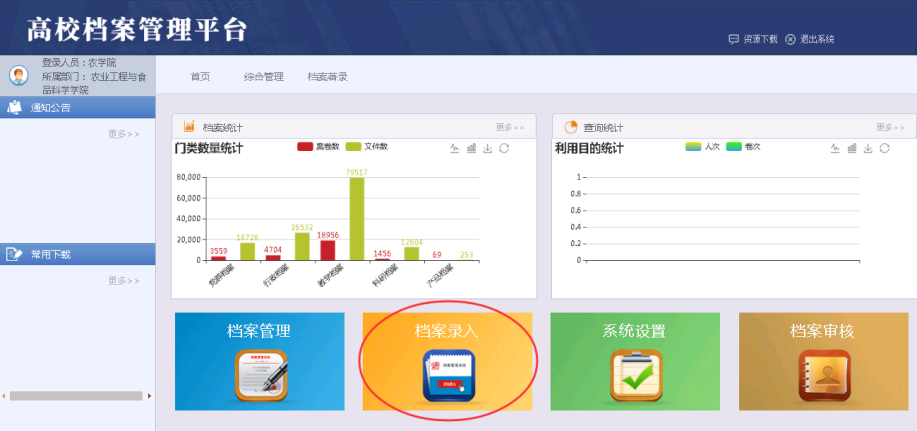 高校档案管理平台
资源下载 退出系统
登录人员：农学院
所属部门： 农业工程与食
品科学学院
首页 综合管理 档案著录
通知公告
更多>>
常用下载
更多>>
档案统计 更多>>
门类数量统计 案卷数 文件数
80,000
60,000
40,000
20,000
0
3559 16726 4704 26532 18956 79517 1456 12604 69 253
党群档案 行政档案 教学档案 科研档案 产品档案
查询统计 更多>>
利用目的统计 人次 卷次
1
0.8
0.6
0.4
0.2
0
档案管理 档案录入 系统设置 档案审核